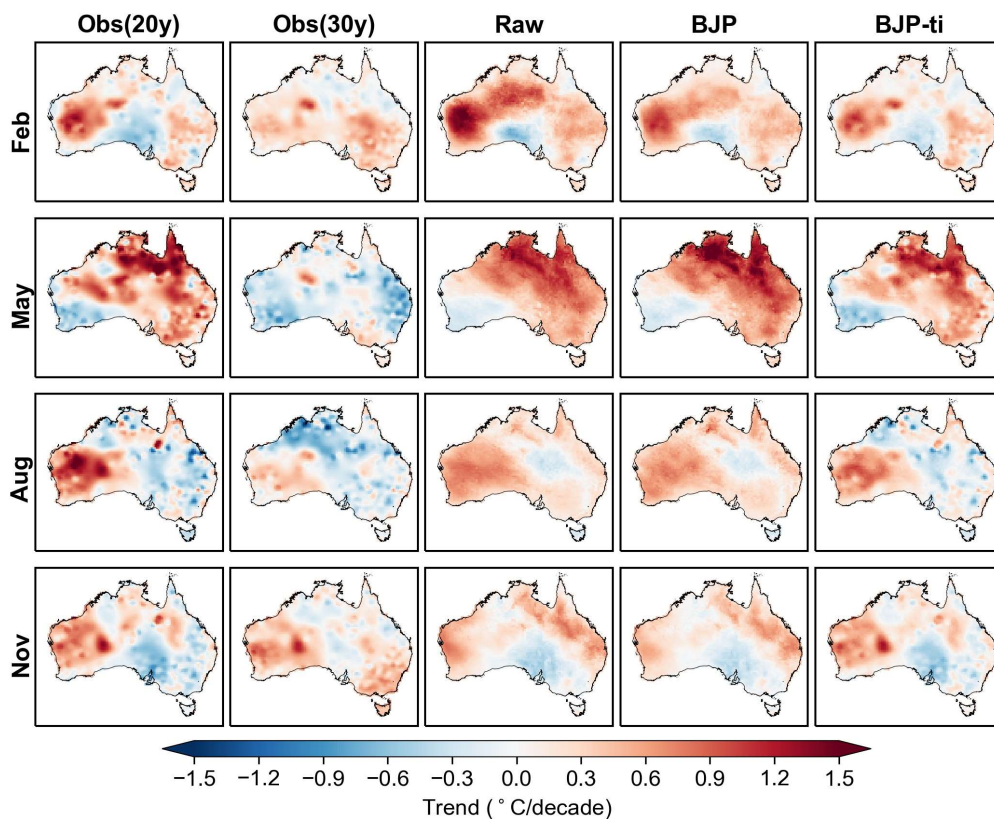 Obs(20y) Obs(30y) Raw BJP BJP-ti
Feb
May
Aug
Nov
−1.5 −1.2 −0.9 −0.6 −0.3 0.0 0.3 0.6 0.9 1.2 1.5
Trend (°C/decade)